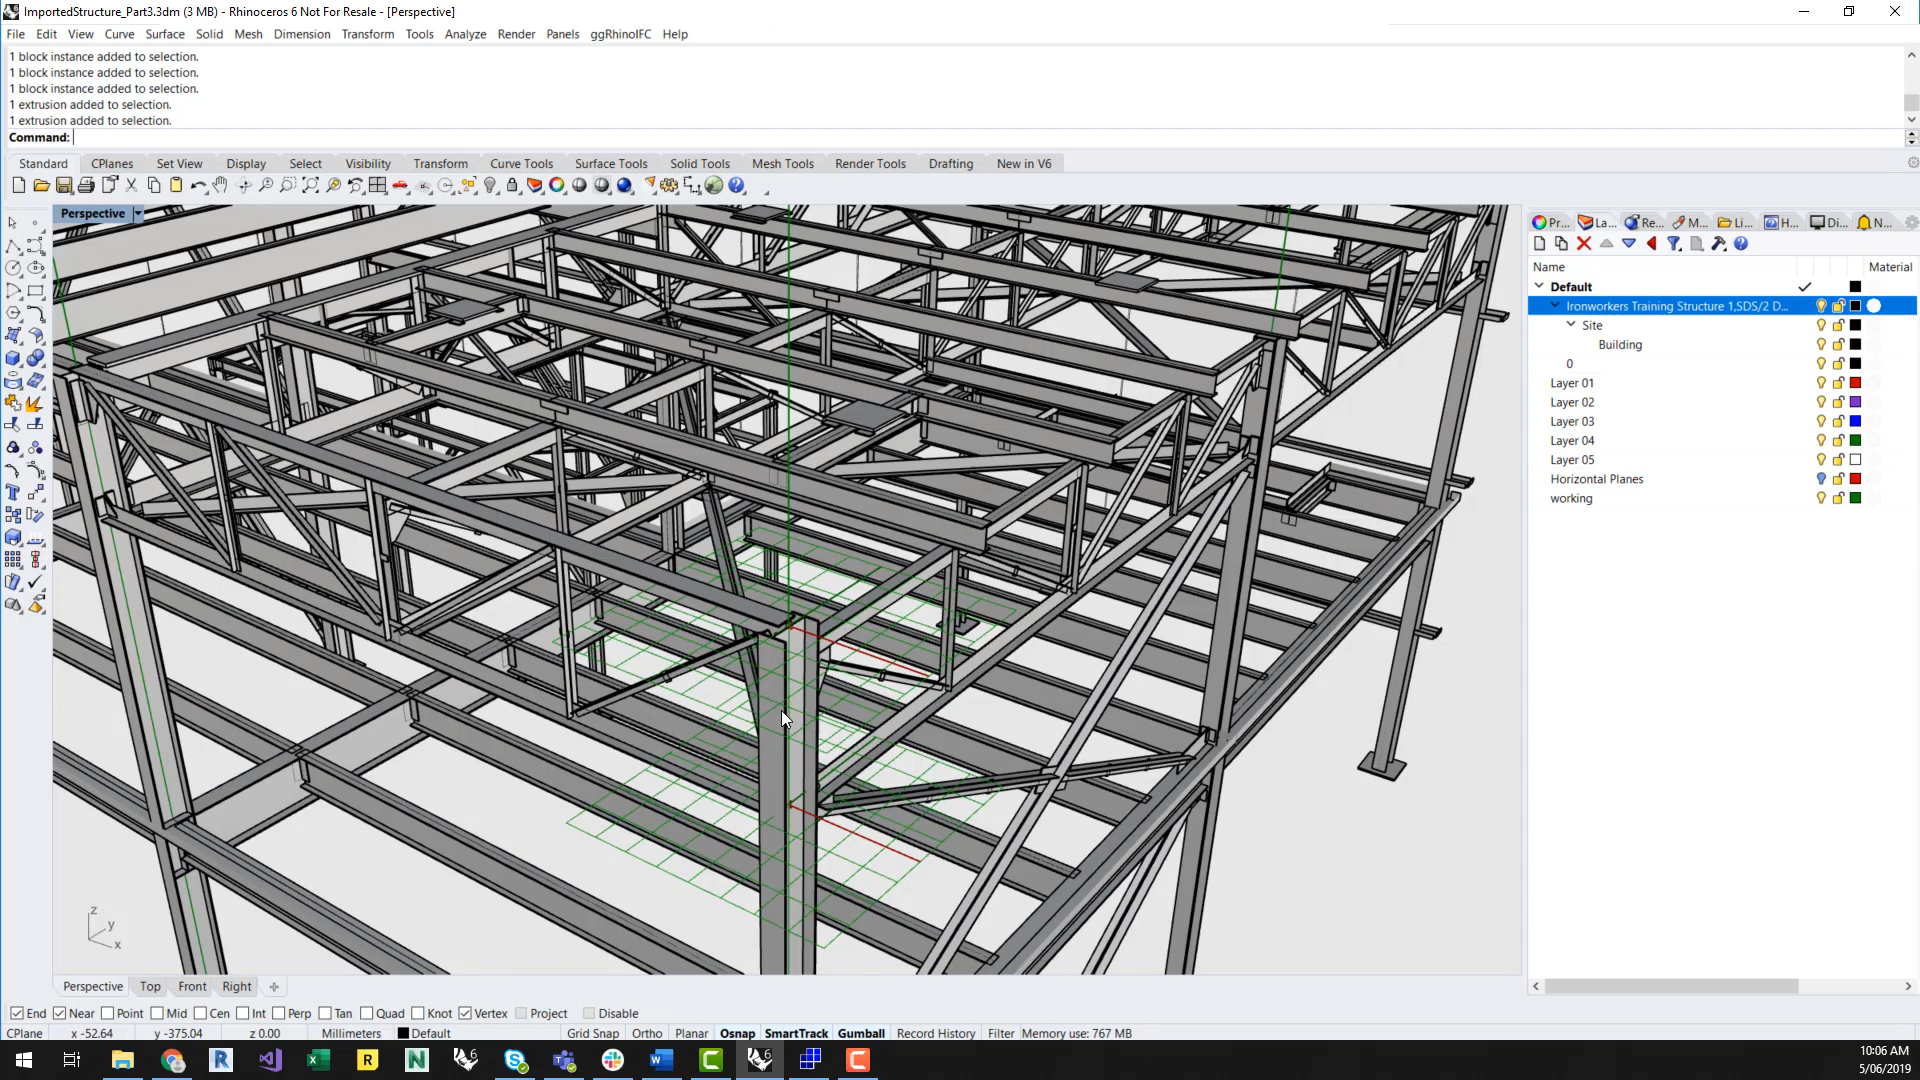 ImportedStructure_Part3.3dm (3 MB) - Rhinoceros 6 Not For Resale - [Perspective]
File Edit View Curve Surface Solid Mesh Dimension Transform Tools Analyze Render Panels ggRhinoIFC Help
1 block instance added to selection.
1 block instance added to selection.
1 block instance added to selection.
1 extrusion added to selection.
1 extrusion added to selection.
Command:
Standard CPlanes Set View Display Select Visibility Transform Curve Tools Surface Tools Solid Tools Mesh Tools Render Tools Drafting New in V6
Perspective
Pr... La... Re... M... Li... H... Di... N...
Name Material
Default
Ironworkers Training Structure 1,SDS/2 D...
Site
Building
0
Layer 01
Layer 02
Layer 03
Layer 04
Layer 05
Horizontal Planes
working
z
y
x
Perspective Top Front Right
End Near Point Mid Cen Int Perp Tan Quad Knot Vertex Project Disable
CPlane x -52.64 y -375.04 z 0.00 Millimeters Default Grid Snap Ortho Planar Osnap SmartTrack Gumball Record History Filter Memory use: 767 MB
10:06 AM
5/06/2019